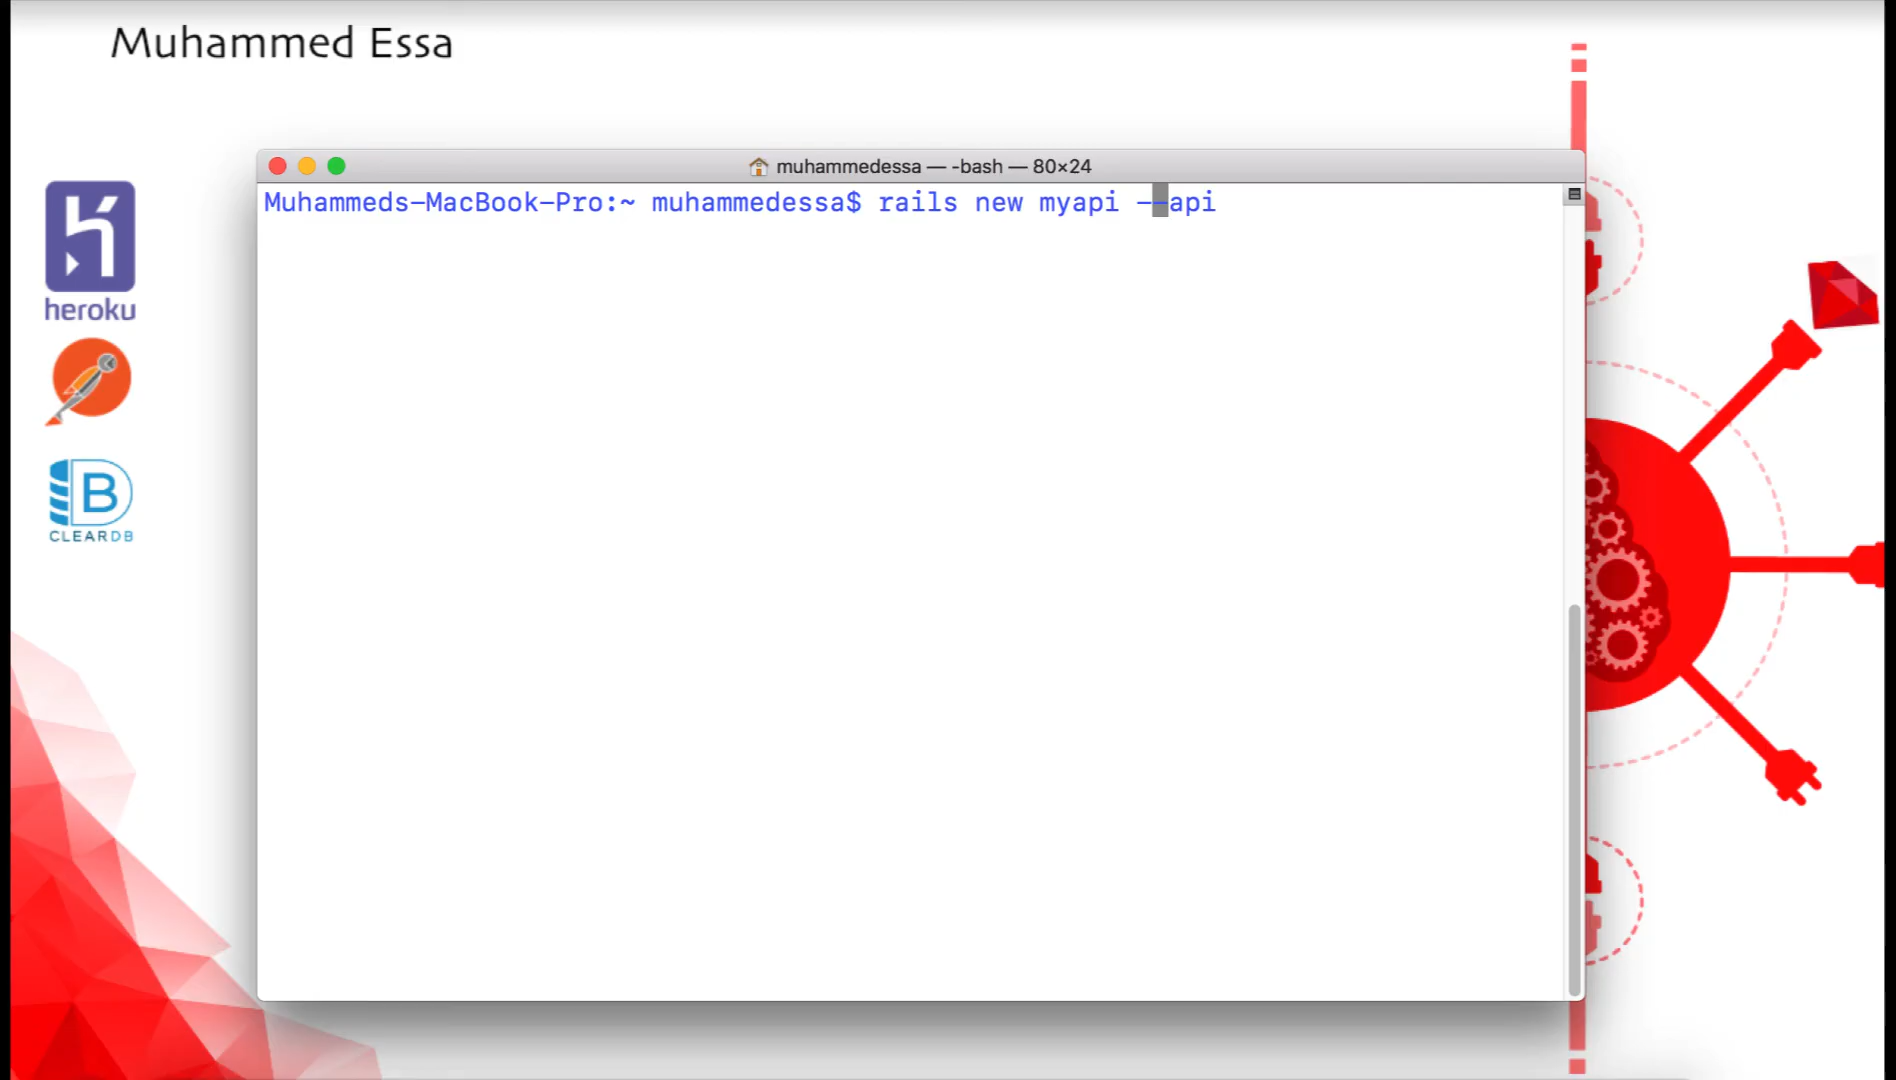 Muhammed Essa
muhammedessa — -bash — 80×24
Muhammeds-MacBook-Pro:~ muhammedessa$ rails new myapi --api
heroku
B
CLEARDB